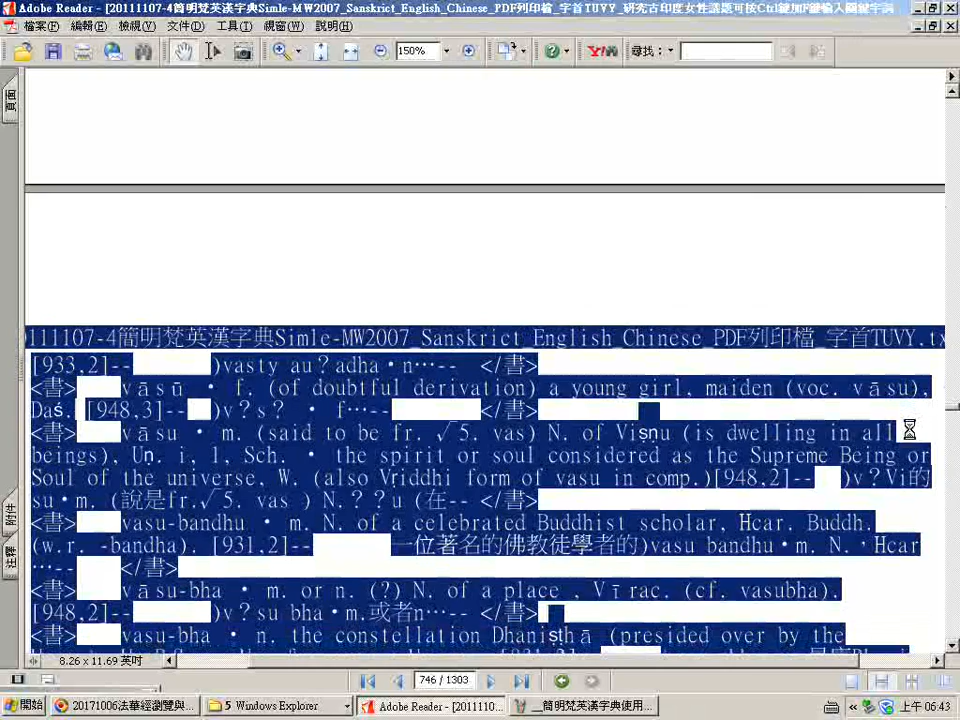 Adobe Reader - [20111107-4簡明梵英漢字典Simle-MW2007_Sanskrict_English_Chinese_PDF列印檔_字首TUVY_研究古印度女性議題可按Ctrl鍵加F鍵輸入關鍵字詞
檔案(F) 編輯(E) 檢視(V) 文件(D) 工具(T) 視窗(W) 說明(H)
150% Y! 尋找:
頁面
0111107-4簡明梵英漢字典Simle-MW2007_Sanskrict_English_Chinese_PDF列印檔_字首TUVY.tx
[933,2]-- )vasty au？adha‧n…-- </書>
<書> vāsū ‧ f. (of doubtful derivation) a young girl, maiden (voc. vāsu),
Daś. [948,3]-- )v？s？ ‧ f…-- </書>
<書> vāsu ‧ m. (said to be fr. √5. vas) N. of Viṣṇu (is dwelling in all
beings), Uṇ. i, 1, Sch. ‧ the spirit or soul considered as the Supreme Being or
Soul of the universe, W. (also Vṛiddhi form of vasu in comp.)[948,2]-- )v？Vi的
su‧m. (說是fr.√5. vas ) N.？？u (在-- </書>
<書> vasu-bandhu ‧ m. N. of a celebrated Buddhist scholar, Hcar. Buddh.
(w.r. -bandha). [931,2]-- 一位著名的佛教徒學者的)vasu bandhu‧m. N.，Hcar
…-- </書>
<書> vāsu-bha ‧ m. or n. (?) N. of a place , Vīrac. (cf. vasubha).
[948,2]-- )v？su bha‧m.或者n…-- </書>
<書> vasu-bha ‧ n. the constellation Dhaniṣṭhā (presided over by the
附件
注釋
8.26 x 11.69 英吋
746 / 1303
開始 20171006法華經瀏覽與... 5 Windows Explorer Adobe Reader - [2011110... __簡明梵英漢字典使用... 上午 06:43